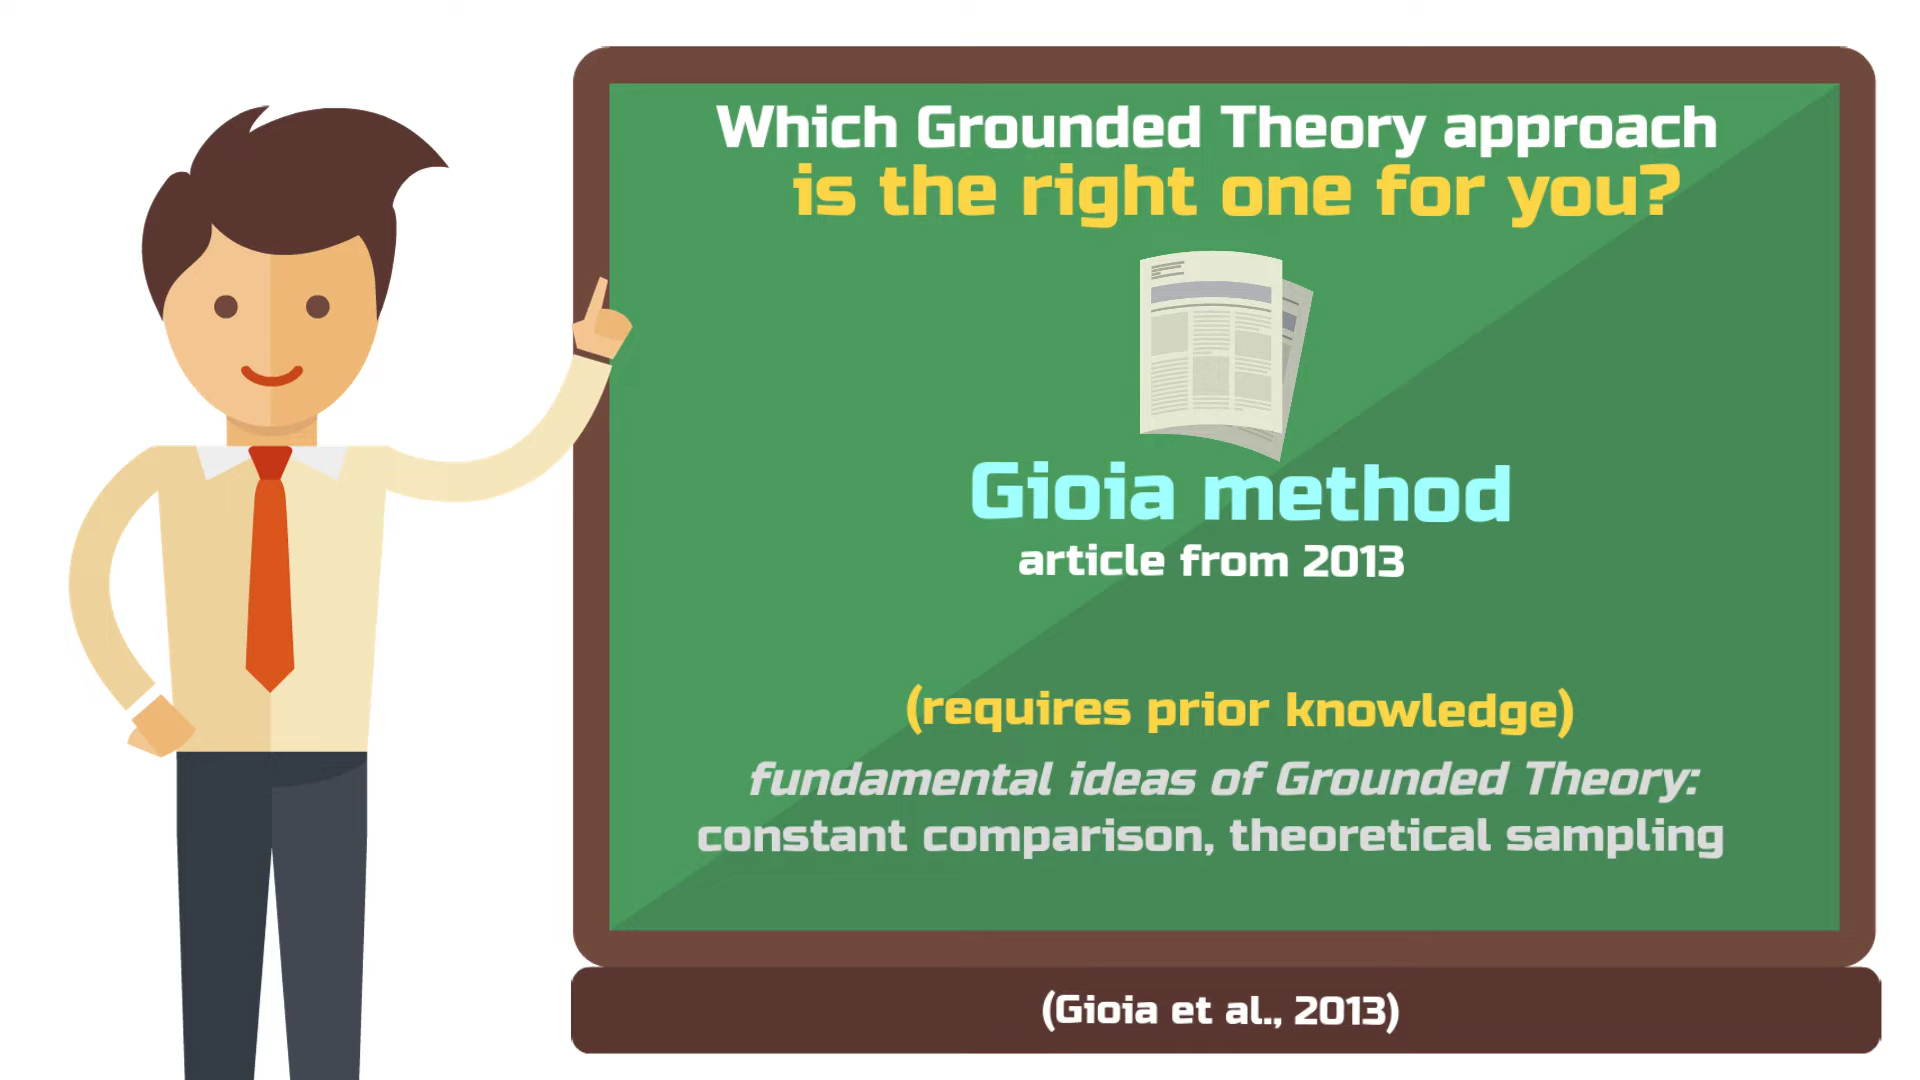 Which Grounded Theory approach
is the right one for you?
Gioia method
article from 2013
(requires prior knowledge)
fundamental ideas of Grounded Theory:
constant comparison, theoretical sampling
(Gioia et al., 2013)